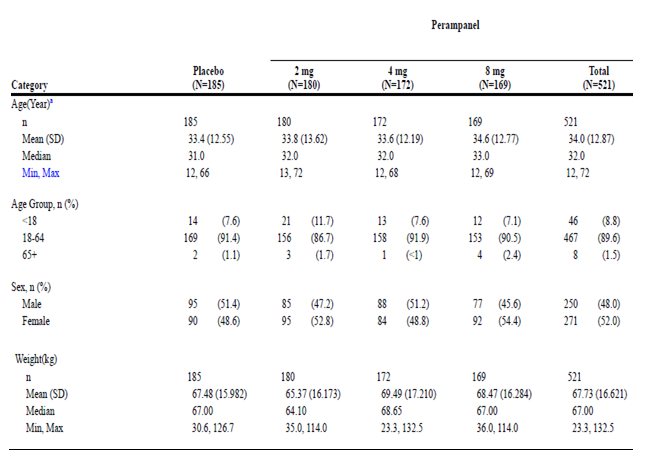 Perampanel
Placebo 2 mg 4 mg 8 mg Total
Category (N=185) (N=180) (N=172) (N=169) (N=521)
Age(Year)a
n 185 180 172 169 521
Mean (SD) 33.4 (12.55) 33.8 (13.62) 33.6 (12.19) 34.6 (12.77) 34.0 (12.87)
Median 31.0 32.0 32.0 33.0 32.0
Min, Max 12, 66 13, 72 12, 68 12, 69 12, 72
Age Group, n (%)
<18 14 (7.6) 21 (11.7) 13 (7.6) 12 (7.1) 46 (8.8)
18-64 169 (91.4) 156 (86.7) 158 (91.9) 153 (90.5) 467 (89.6)
65+ 2 (1.1) 3 (1.7) 1 (<1) 4 (2.4) 8 (1.5)
Sex, n (%)
Male 95 (51.4) 85 (47.2) 88 (51.2) 77 (45.6) 250 (48.0)
Female 90 (48.6) 95 (52.8) 84 (48.8) 92 (54.4) 271 (52.0)
Weight(kg)
n 185 180 172 169 521
Mean (SD) 67.48 (15.982) 65.37 (16.173) 69.49 (17.210) 68.47 (16.284) 67.73 (16.621)
Median 67.00 64.10 68.65 67.00 67.00
Min, Max 30.6, 126.7 35.0, 114.0 23.3, 132.5 36.0, 114.0 23.3, 132.5